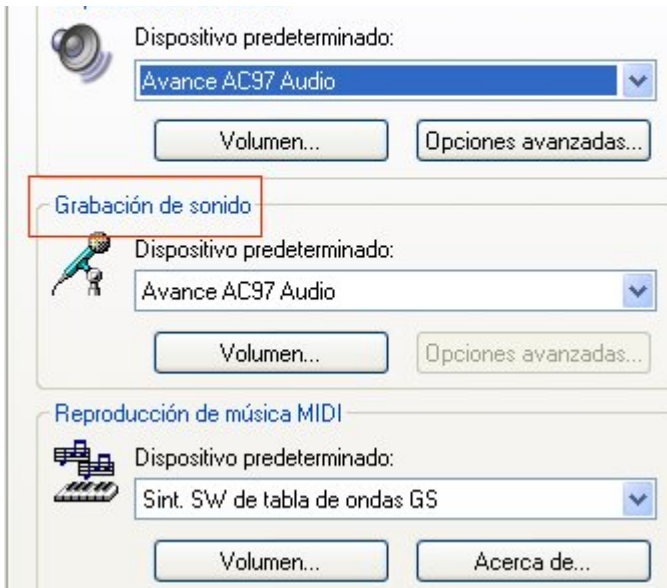 Dispositivo predeterminado:
Avance AC97 Audio
Volumen... Opciones avanzadas...
Grabación de sonido
Dispositivo predeterminado:
Avance AC97 Audio
Volumen... Opciones avanzadas...
Reproducción de música MIDI
Dispositivo predeterminado:
Sint. SW de tabla de ondas GS
Volumen... Acerca de...